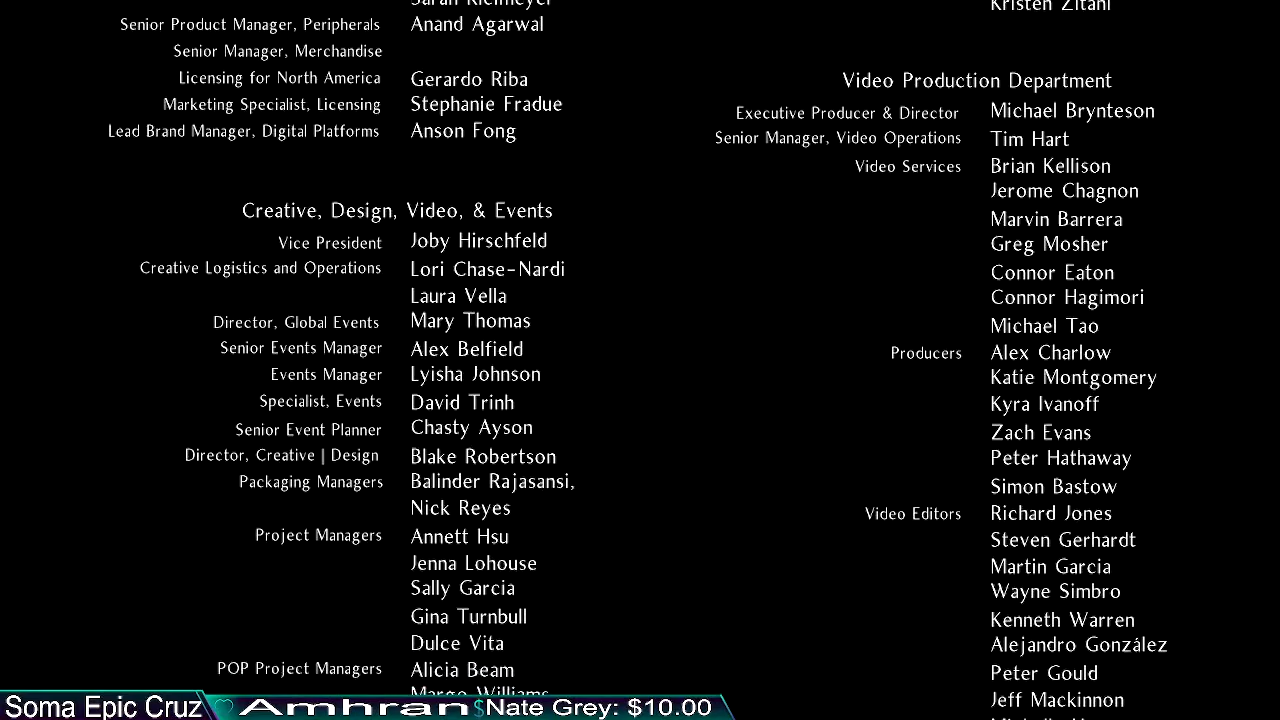 Senior Product Manager, Peripherals Anand Agarwal
Senior Manager, Merchandise
Licensing for North America Gerardo Riba
Marketing Specialist, Licensing Stephanie Fradue
Lead Brand Manager, Digital Platforms Anson Fong
Creative, Design, Video, & Events
Vice President Joby Hirschfeld
Creative Logistics and Operations Lori Chase-Nardi
Laura Vella
Director, Global Events Mary Thomas
Senior Events Manager Alex Belfield
Events Manager Lyisha Johnson
Specialist, Events David Trinh
Senior Event Planner Chasty Ayson
Director, Creative | Design Blake Robertson
Packaging Managers Balinder Rajasansi,
Nick Reyes
Project Managers Annett Hsu
Jenna Lohouse
Sally Garcia
Gina Turnbull
Dulce Vita
POP Project Managers Alicia Beam
Margo Williams
Kristen Zitani
Video Production Department
Executive Producer & Director Michael Brynteson
Senior Manager, Video Operations Tim Hart
Video Services Brian Kellison
Jerome Chagnon
Marvin Barrera
Greg Mosher
Connor Eaton
Connor Hagimori
Michael Tao
Producers Alex Charlow
Katie Montgomery
Kyra Ivanoff
Zach Evans
Peter Hathaway
Simon Bastow
Video Editors Richard Jones
Steven Gerhardt
Martin Garcia
Wayne Simbro
Kenneth Warren
Alejandro González
Peter Gould
Jeff Mackinnon
Soma Epic Cruz Amhran $Nate Grey: $10.00